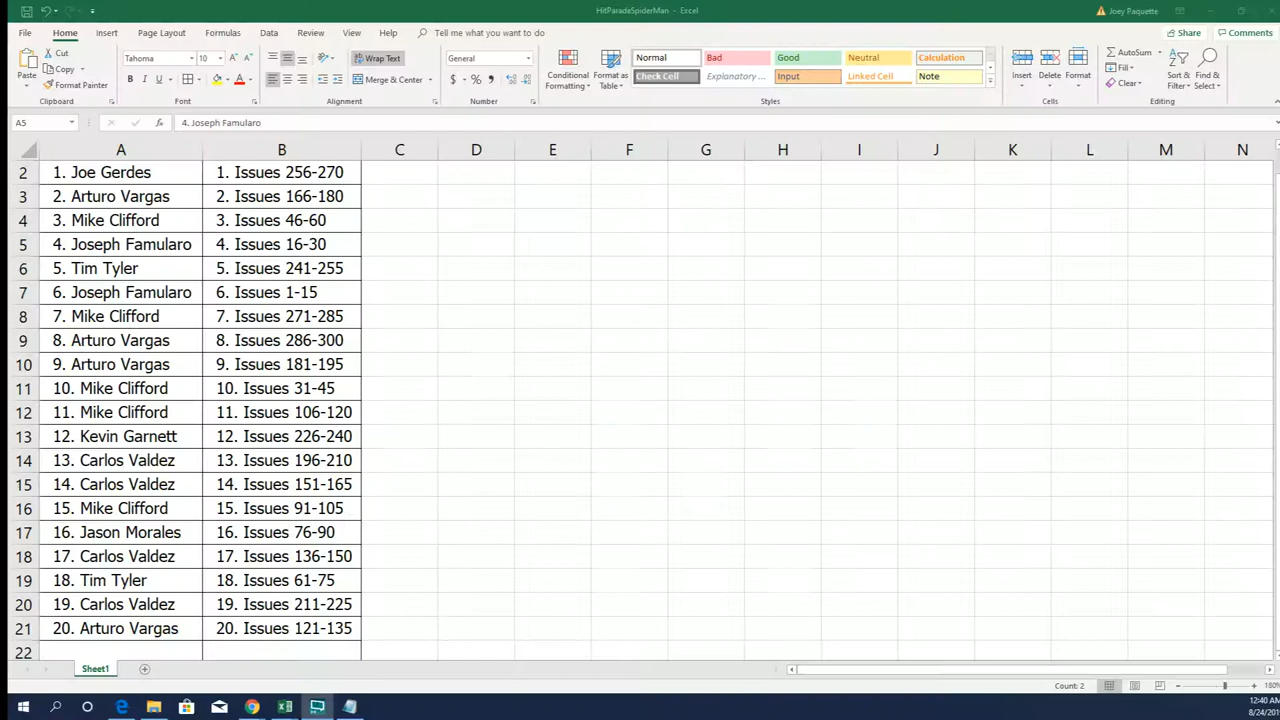 HitParadeSpiderMan - Excel
Joey Paquette
File Home Insert Page Layout Formulas Data Review View Help Tell me what you want to do Share Comments
Paste Cut Copy Format Painter Clipboard
Tahoma 10 B I U A Font
Wrap Text Merge & Center Alignment
General $ % Number
Conditional Formatting Format as Table
Normal Bad Good Neutral Calculation
Check Cell Explanatory ... Input Linked Cell Note
Styles
Insert Delete Format Cells
AutoSum Fill Clear Sort & Filter Find & Select Editing
A5 fx 4. Joseph Famularo
A B C D E F G H I J K L M N
2 1. Joe Gerdes 1. Issues 256-270
3 2. Arturo Vargas 2. Issues 166-180
4 3. Mike Clifford 3. Issues 46-60
5 4. Joseph Famularo 4. Issues 16-30
6 5. Tim Tyler 5. Issues 241-255
7 6. Joseph Famularo 6. Issues 1-15
8 7. Mike Clifford 7. Issues 271-285
9 8. Arturo Vargas 8. Issues 286-300
10 9. Arturo Vargas 9. Issues 181-195
11 10. Mike Clifford 10. Issues 31-45
12 11. Mike Clifford 11. Issues 106-120
13 12. Kevin Garnett 12. Issues 226-240
14 13. Carlos Valdez 13. Issues 196-210
15 14. Carlos Valdez 14. Issues 151-165
16 15. Mike Clifford 15. Issues 91-105
17 16. Jason Morales 16. Issues 76-90
18 17. Carlos Valdez 17. Issues 136-150
19 18. Tim Tyler 18. Issues 61-75
20 19. Carlos Valdez 19. Issues 211-225
21 20. Arturo Vargas 20. Issues 121-135
22
Sheet1
Count: 2 180%
12:40 AM